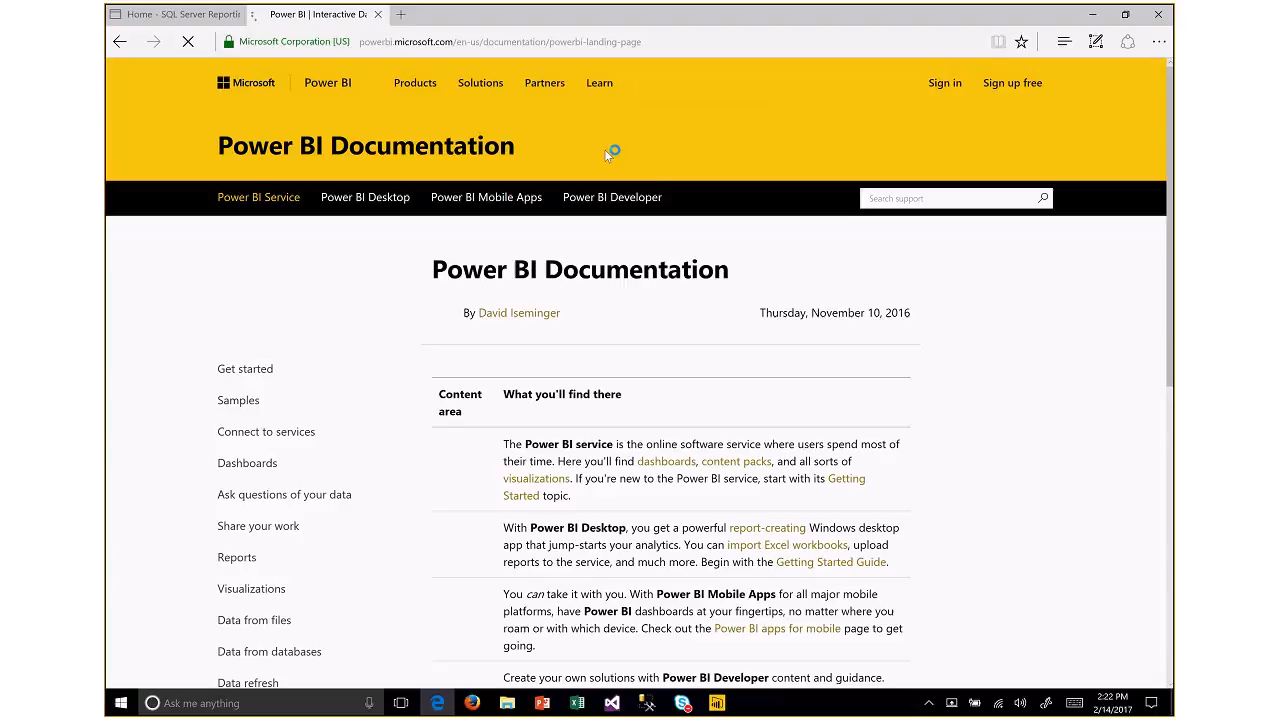 Home - SQL Server Reporti
Power BI | Interactive Da
Microsoft Corporation [US] powerbi.microsoft.com/en-us/documentation/powerbi-landing-page
Microsoft Power BI Products Solutions Partners Learn Sign in Sign up free
Power BI Documentation
Power BI Service Power BI Desktop Power BI Mobile Apps Power BI Developer Search support
Power BI Documentation
By David Iseminger Thursday, November 10, 2016
Get started
Samples
Connect to services
Dashboards
Ask questions of your data
Share your work
Reports
Visualizations
Data from files
Data from databases
Data refresh
Content area
What you'll find there
The Power BI service is the online software service where users spend most of
their time. Here you'll find dashboards, content packs, and all sorts of
visualizations. If you're new to the Power BI service, start with its Getting
Started topic.
With Power BI Desktop, you get a powerful report-creating Windows desktop
app that jump-starts your analytics. You can import Excel workbooks, upload
reports to the service, and much more. Begin with the Getting Started Guide.
You can take it with you. With Power BI Mobile Apps for all major mobile
platforms, have Power BI dashboards at your fingertips, no matter where you
roam or with which device. Check out the Power BI apps for mobile page to get
going.
Create your own solutions with Power BI Developer content and guidance.
Ask me anything
2:22 PM
2/14/2017